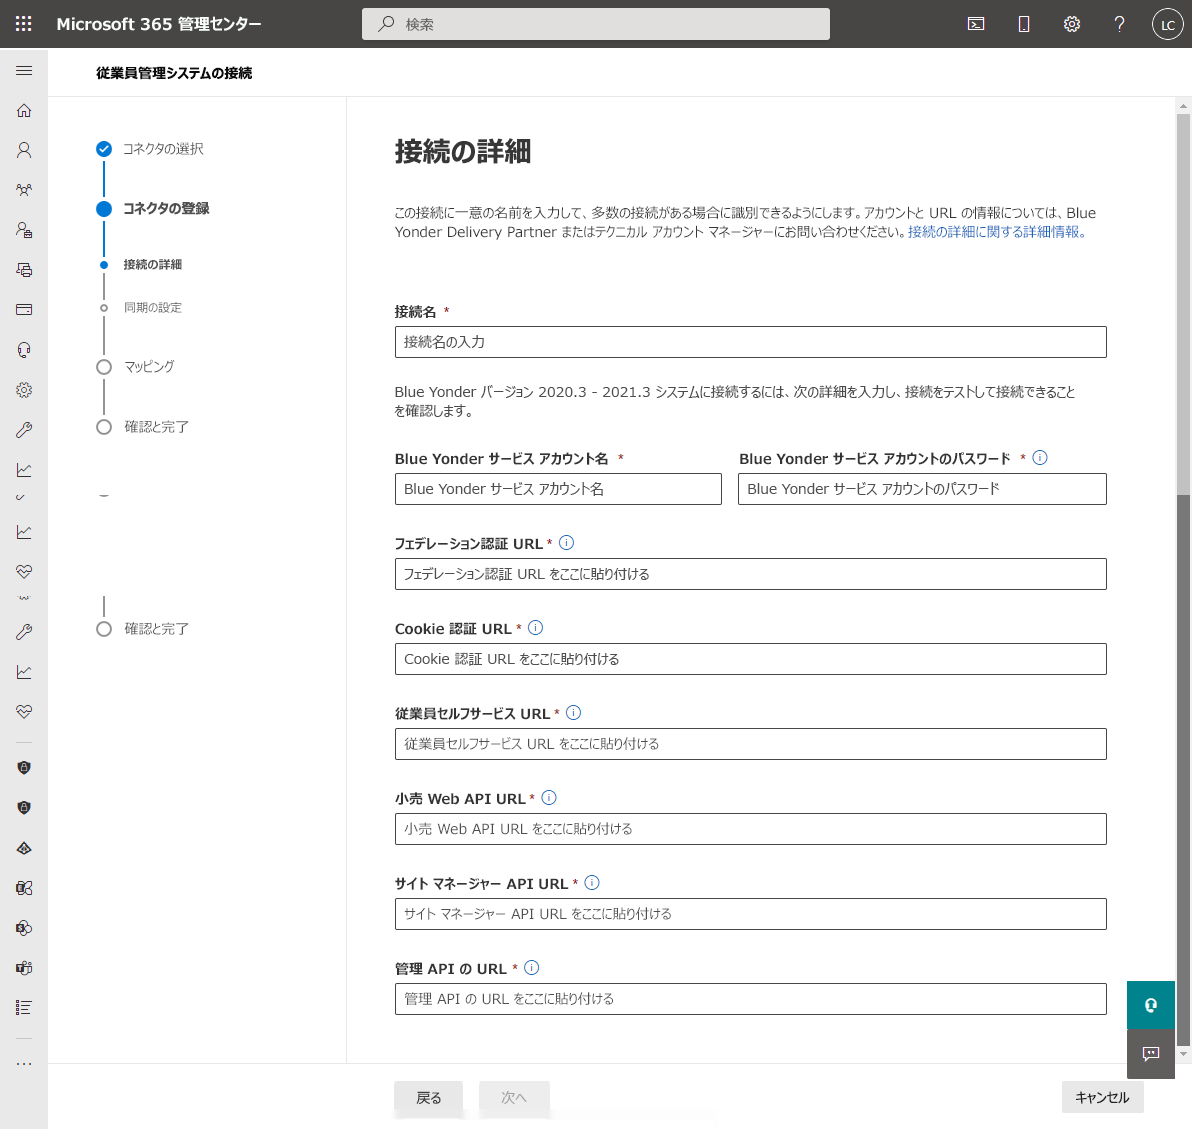 Microsoft 365 管理センター
検索
LC
従業員管理システムの接続
コネクタの選択
コネクタの登録
接続の詳細
同期の設定
マッピング
確認と完了
確認と完了
接続の詳細
この接続に一意の名前を入力して、多数の接続がある場合に識別できるようにします。アカウントと URL の情報については、Blue
Yonder Delivery Partner またはテクニカル アカウント マネージャーにお問い合わせください。接続の詳細に関する詳細情報。
接続名 *
接続名の入力
Blue Yonder バージョン 2020.3 - 2021.3 システムに接続するには、次の詳細を入力し、接続をテストして接続できること
を確認します。
Blue Yonder サービス アカウント名 *
Blue Yonder サービス アカウント名
Blue Yonder サービス アカウントのパスワード *
Blue Yonder サービス アカウントのパスワード
フェデレーション認証 URL *
フェデレーション認証 URL をここに貼り付ける
Cookie 認証 URL *
Cookie 認証 URL をここに貼り付ける
従業員セルフサービス URL *
従業員セルフサービス URL をここに貼り付ける
小売 Web API URL *
小売 Web API URL をここに貼り付ける
サイト マネージャー API URL *
サイト マネージャー API URL をここに貼り付ける
管理 API の URL *
管理 API の URL をここに貼り付ける
戻る
次へ
キャンセル